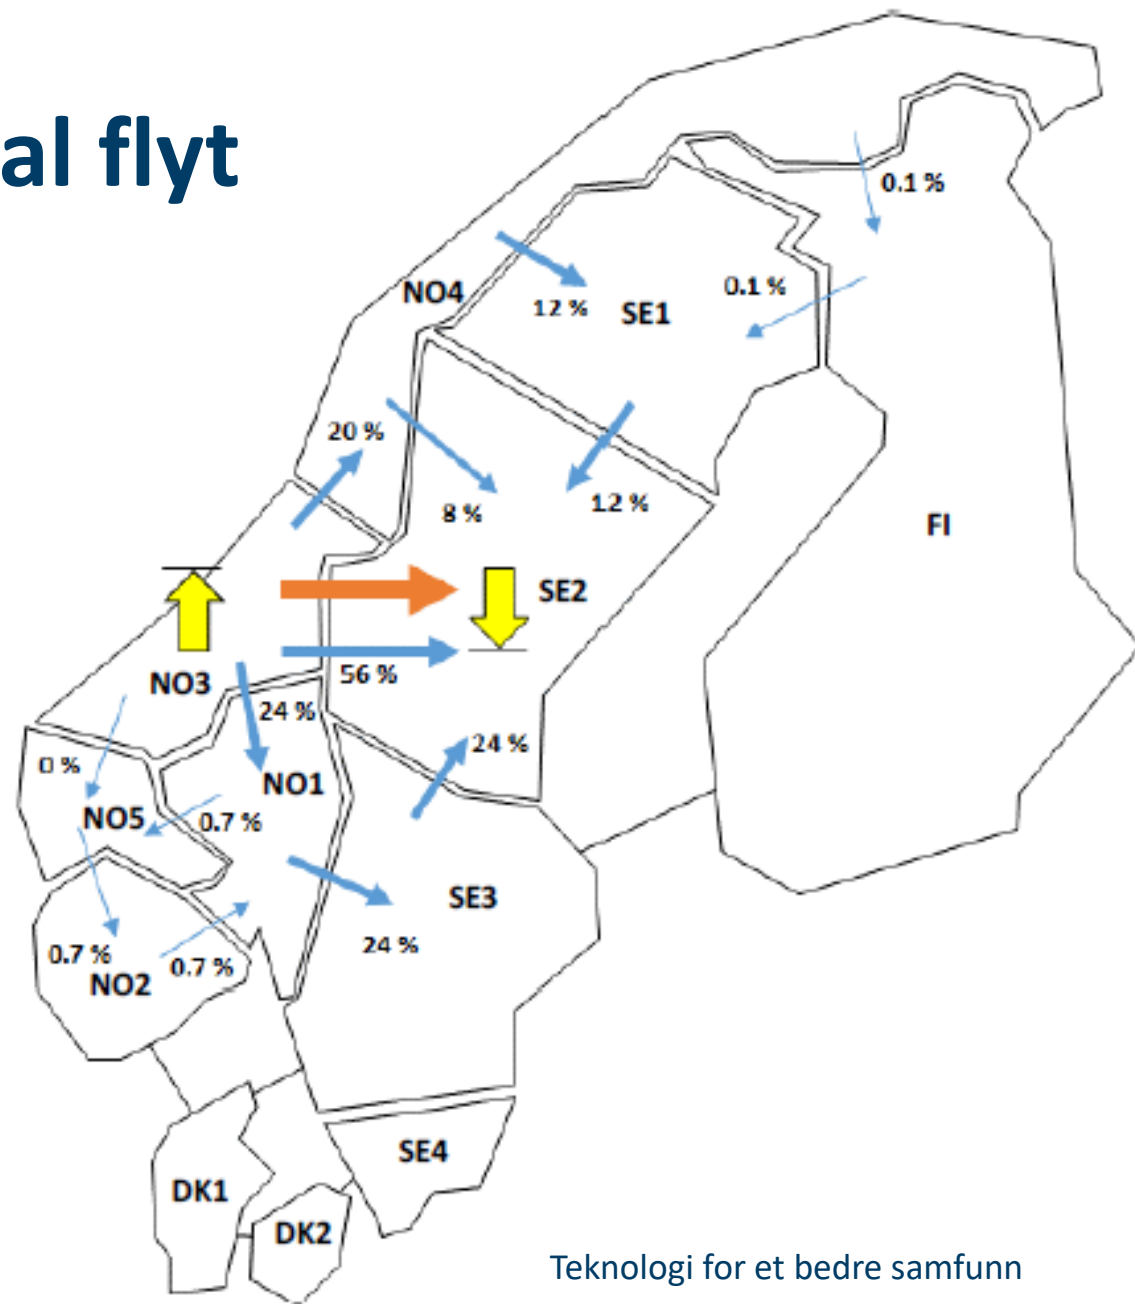 al flyt
0.1 %
NO4
0.1 %
12 %
SE1
20 %
8 %
12 %
FI
SE2
56 %
NO3
24 %
24 %
0 %
NO1
NO5
0.7 %
SE3
24 %
0.7 %
0.7 %
NO2
SE4
DK1
DK2
Teknologi for et bedre samfunn